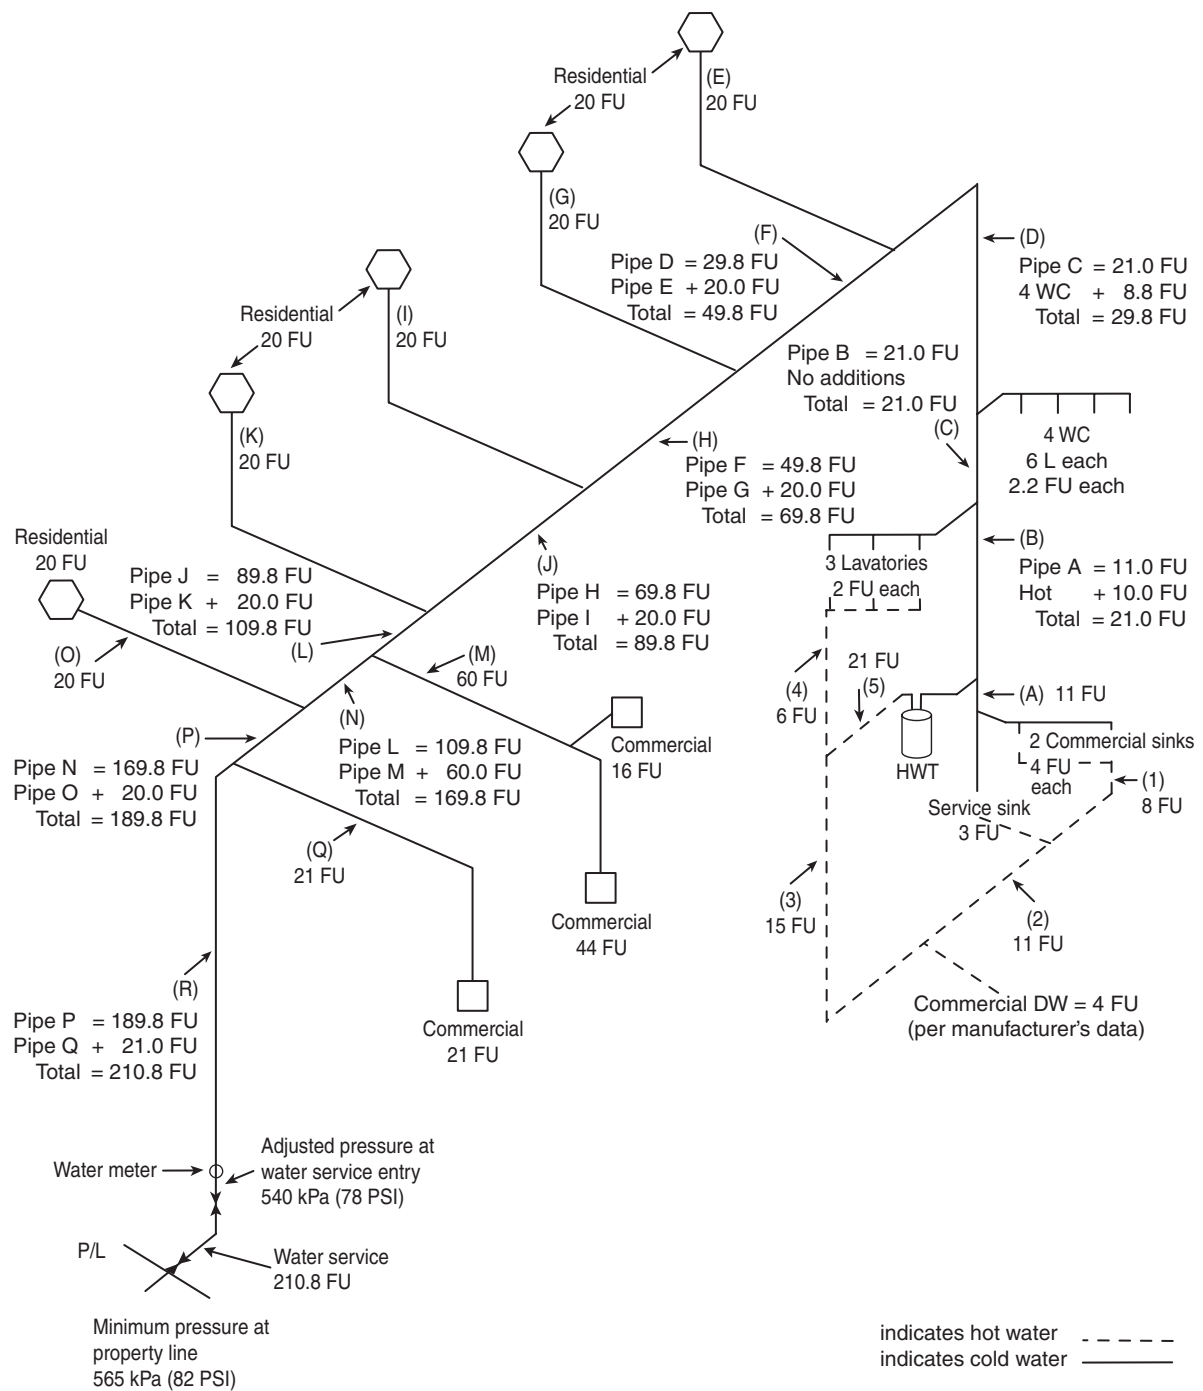 Residential
20 FU
(E)
20 FU
(G)
20 FU
(F)
Pipe D = 29.8 FU
Pipe E + 20.0 FU
Total = 49.8 FU
(D)
Pipe C = 21.0 FU
4 WC + 8.8 FU
Total = 29.8 FU
Residential
20 FU
(I)
20 FU
(K)
20 FU
Pipe B = 21.0 FU
No additions
Total = 21.0 FU
(C)
4 WC
6 L each
2.2 FU each
(H)
Pipe F = 49.8 FU
Pipe G + 20.0 FU
Total = 69.8 FU
Residential
20 FU
(B)
Pipe A = 11.0 FU
Hot + 10.0 FU
Total = 21.0 FU
3 Lavatories
2 FU each
(J)
Pipe H = 69.8 FU
Pipe I + 20.0 FU
Total = 89.8 FU
Pipe J = 89.8 FU
Pipe K + 20.0 FU
Total = 109.8 FU
(L)
(O)
20 FU
(M)
60 FU
(4)
6 FU
21 FU
(5)
(A) 11 FU
HWT
2 Commercial sinks
4 FU
each
(1)
8 FU
(P)
Pipe N = 169.8 FU
Pipe O + 20.0 FU
Total = 189.8 FU
(N)
Pipe L = 109.8 FU
Pipe M + 60.0 FU
Total = 169.8 FU
Commercial
16 FU
Service sink
3 FU
(Q)
21 FU
(3)
15 FU
(2)
11 FU
Commercial
44 FU
Commercial DW = 4 FU
(per manufacturer's data)
(R)
Pipe P = 189.8 FU
Pipe Q + 21.0 FU
Total = 210.8 FU
Commercial
21 FU
Water meter
Adjusted pressure at
water service entry
540 kPa (78 PSI)
P/L
Water service
210.8 FU
Minimum pressure at
property line
565 kPa (82 PSI)
indicates hot water
indicates cold water